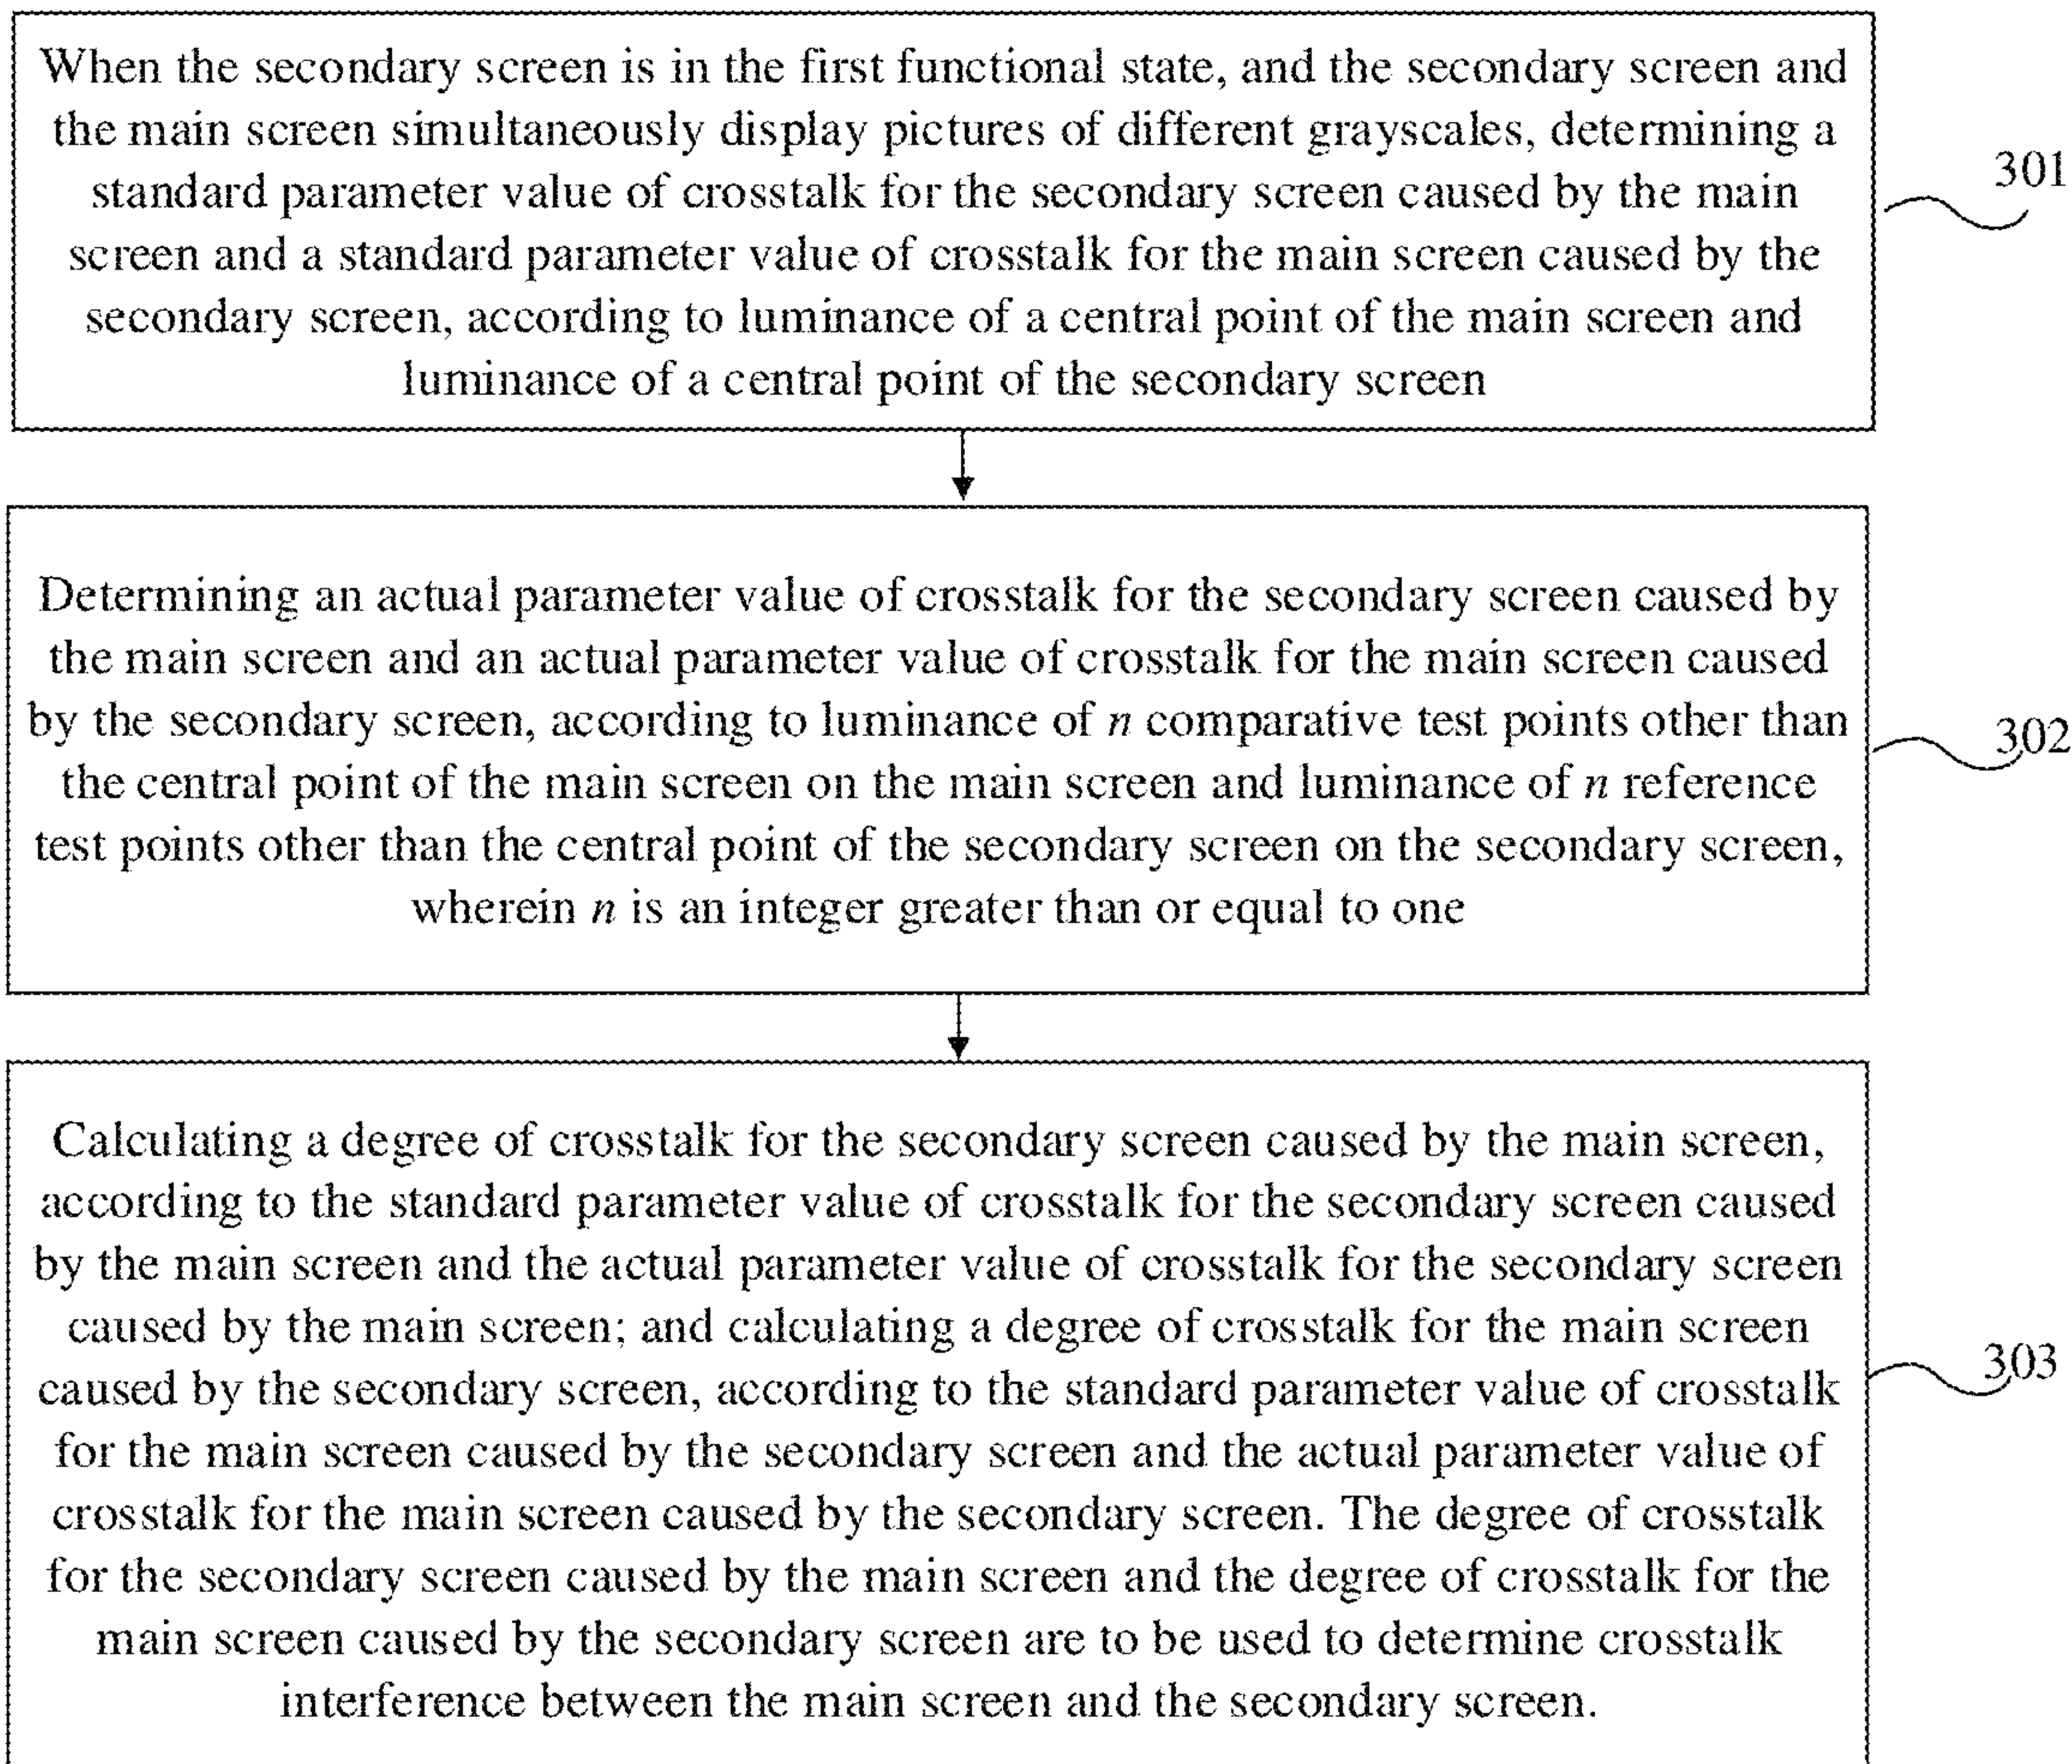 When the secondary screen is in the first functional state, and the secondary screen and
the main screen simultaneously display pictures of different grayscales, determining a
standard parameter value of crosstalk for the secondary screen caused by the main
screen and a standard parameter value of crosstalk for the main screen caused by the
secondary screen, according to luminance of a central point of the main screen and
luminance of a central point of the secondary screen
301
Determining an actual parameter value of crosstalk for the secondary screen caused by
the main screen and an actual parameter value of crosstalk for the main screen caused
by the secondary screen, according to luminance of n comparative test points other than
the central point of the main screen on the main screen and luminance of n reference
test points other than the central point of the secondary screen on the secondary screen,
wherein n is an integer greater than or equal to one
302
Calculating a degree of crosstalk for the secondary screen caused by the main screen,
according to the standard parameter value of crosstalk for the secondary screen caused
by the main screen and the actual parameter value of crosstalk for the secondary screen
caused by the main screen; and calculating a degree of crosstalk for the main screen
caused by the secondary screen, according to the standard parameter value of crosstalk
for the main screen caused by the secondary screen and the actual parameter value of
crosstalk for the main screen caused by the secondary screen. The degree of crosstalk
for the secondary screen caused by the main screen and the degree of crosstalk for the
main screen caused by the secondary screen are to be used to determine crosstalk
interference between the main screen and the secondary screen.
303